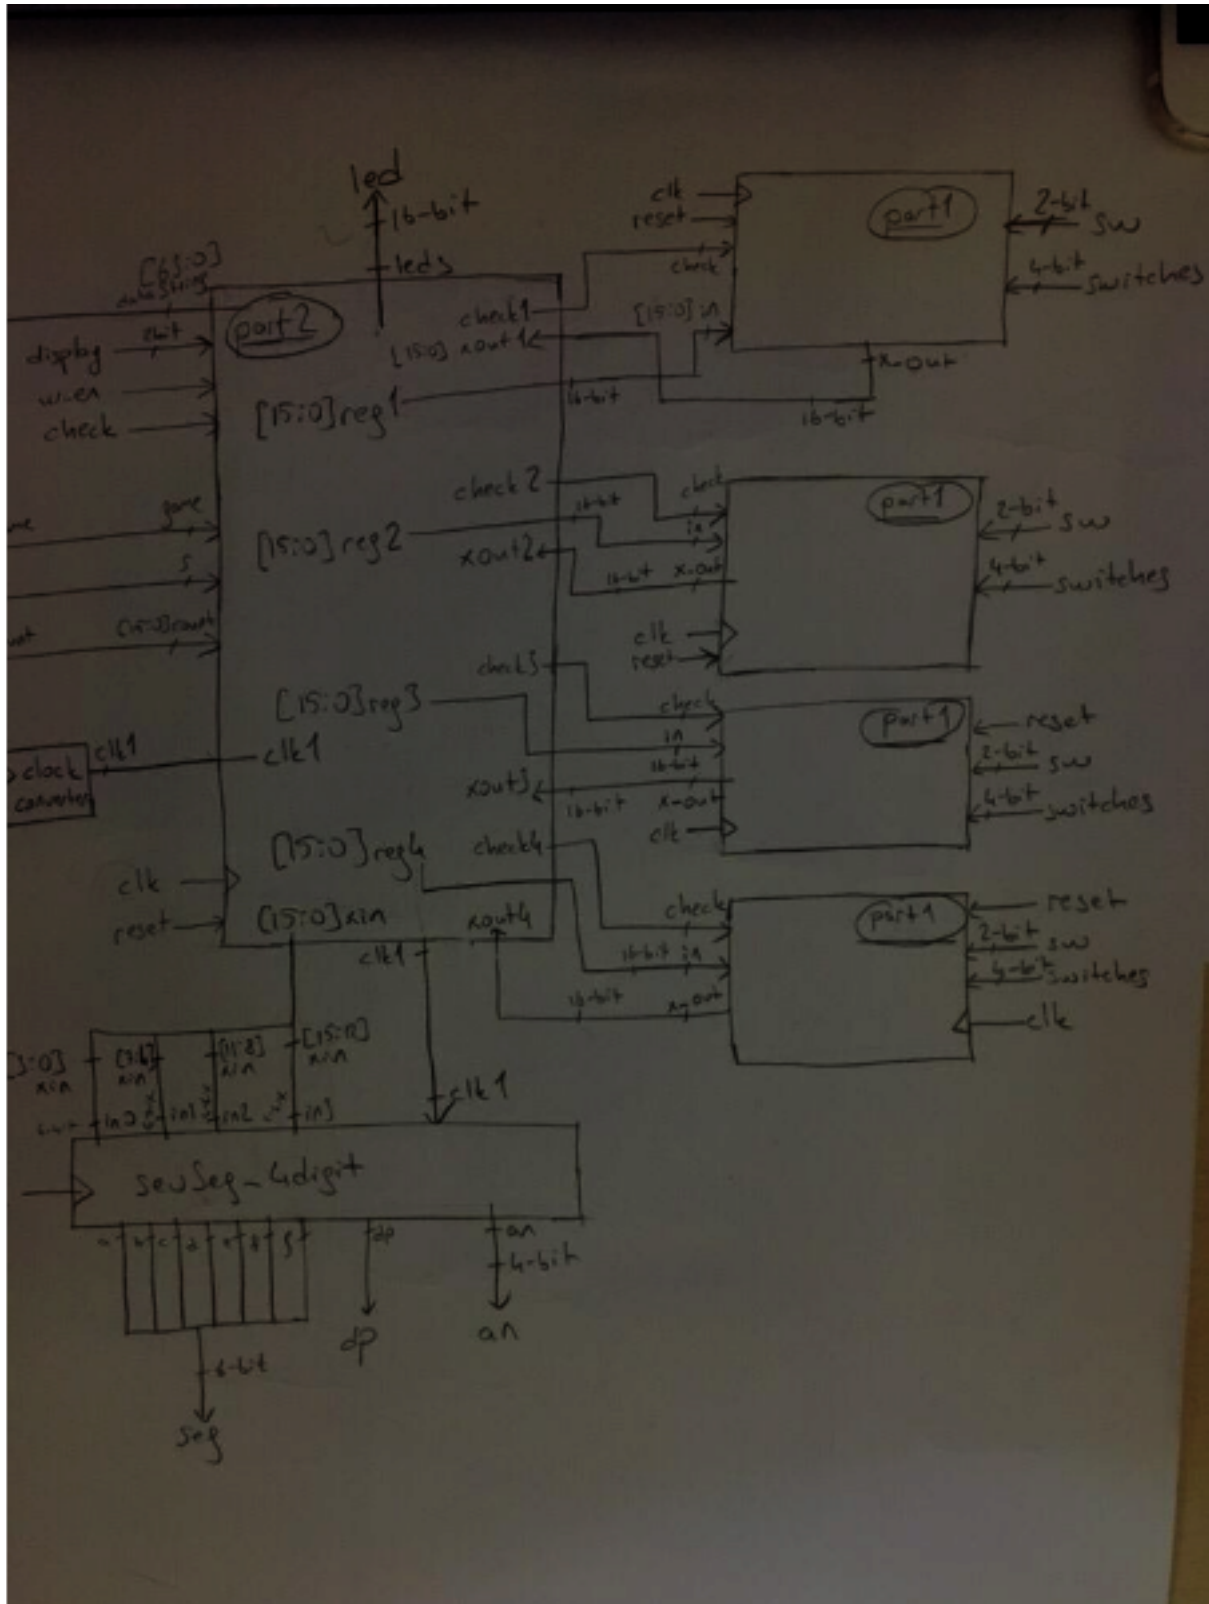 led
16-bit
leds
[63:0]
part2
display
2bit
w-en
check
check1
[15:0] xout1
[15:0]reg1
16-bit
clk
reset
check
[15:0] in
part1
2-bit
sw
4-bit
switches
x-out
16-bit
game
s
[15:0]count
check2
[15:0]reg2
16-bit
xout2
check
in
16-bit
x-out
clk
reset
part1
2-bit
sw
4-bit
switches
check3
[15:0]reg3
xout3
check
in
16-bit
16-bit
x-out
clk
part1
reset
2-bit
sw
4-bit
switches
clock
converter
clk1
clk1
clk
reset
[15:0]reg4
check4
[15:0]xin
xout4
clk1
check
16-bit
in
16-bit
x-out
part1
reset
2-bit
sw
4-bit
switches
clk
xin
xin
[11:8]
xin
[15:12]
xin
in1
in2
in3
clk1
sevSeg_4digit
dp
an
4-bit
dp
an
seg